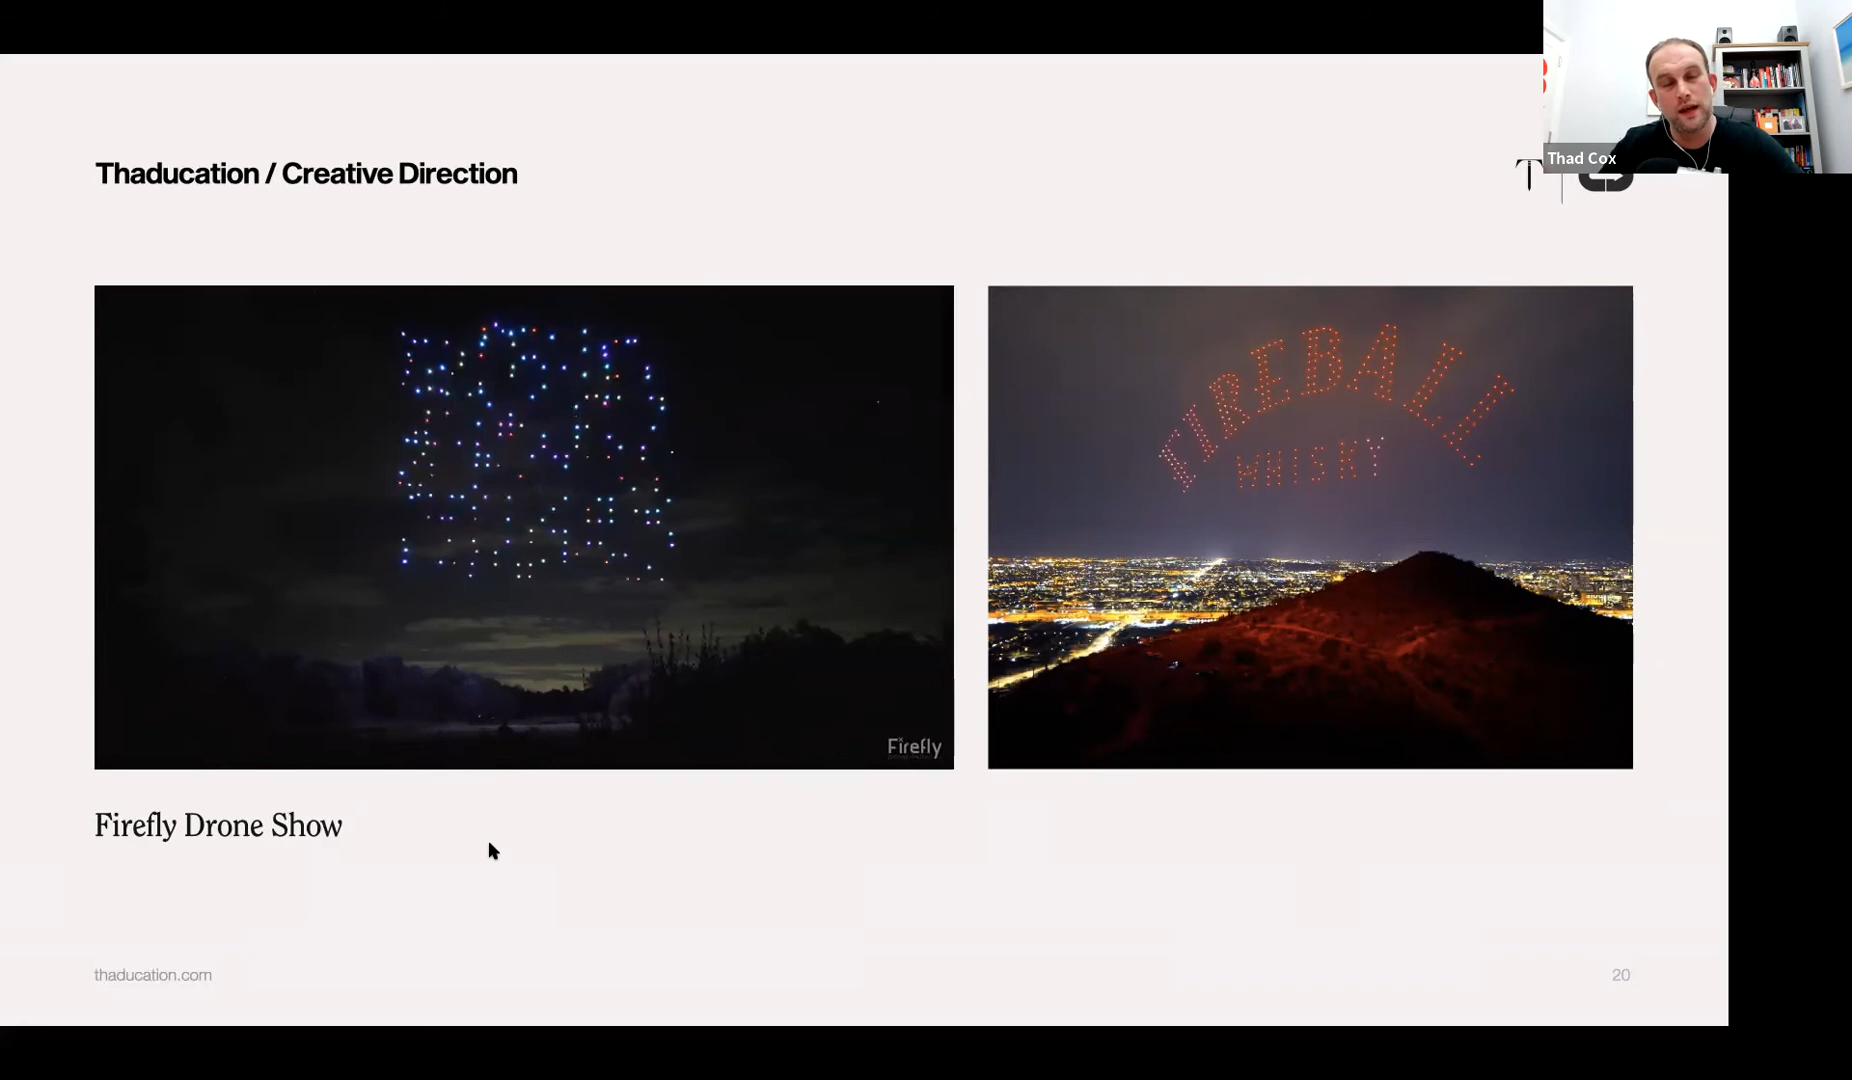 Thad Cox
Thaducation / Creative Direction
T
FIREBALL
WHISKY
Firefly
Firefly Drone Show
thaducation.com
20